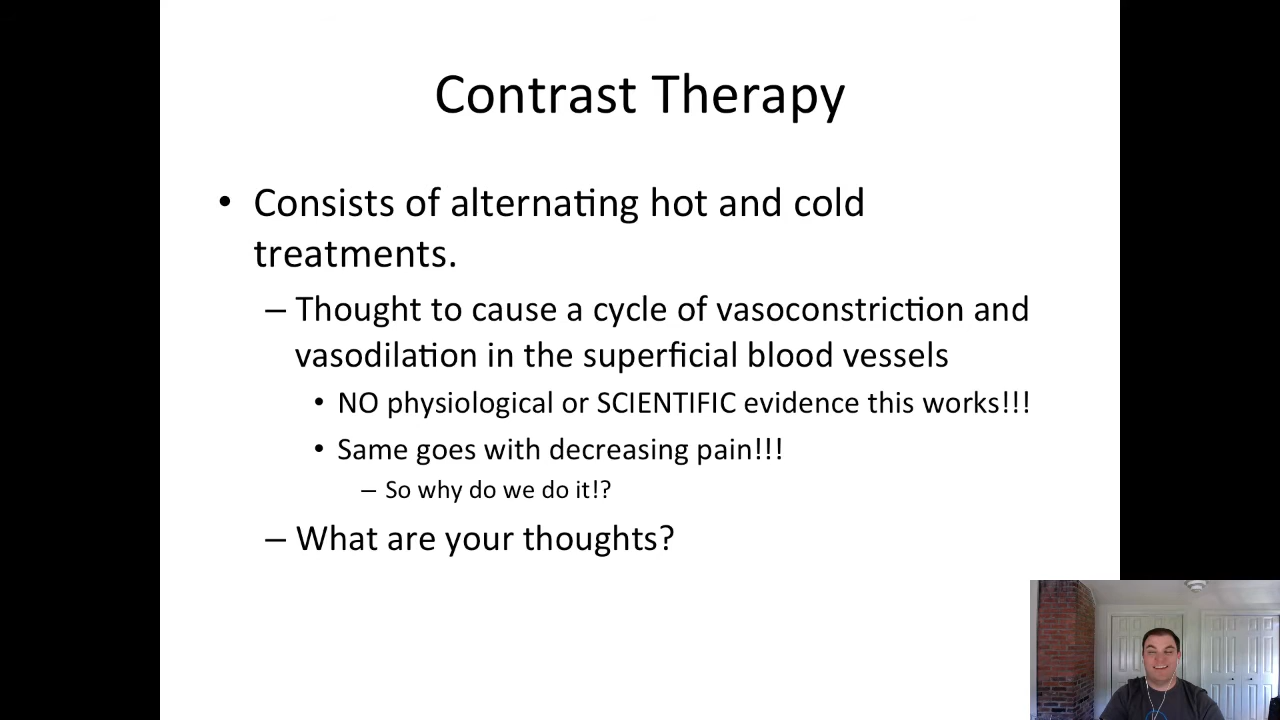 Contrast Therapy
• Consists of alternating hot and cold
treatments.
– Thought to cause a cycle of vasoconstriction and
vasodilation in the superficial blood vessels
• NO physiological or SCIENTIFIC evidence this works!!!
• Same goes with decreasing pain!!!
– So why do we do it!?
– What are your thoughts?